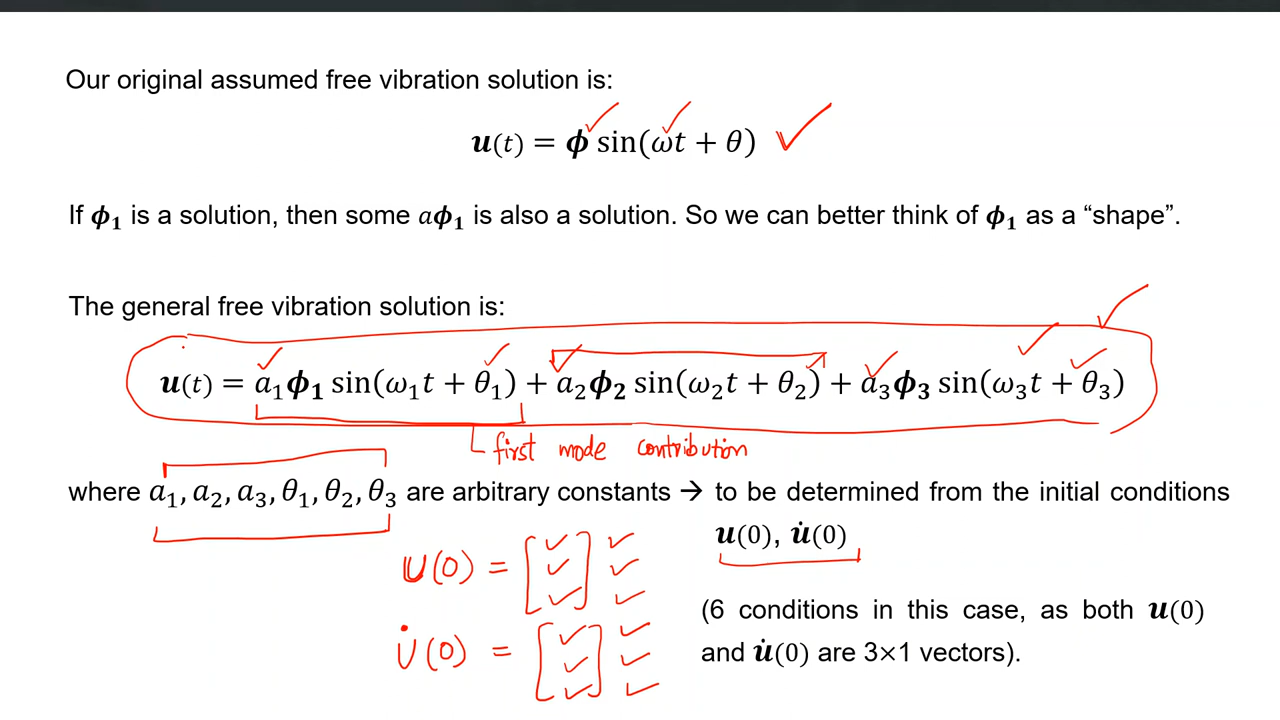 Our original assumed free vibration solution is:
𝒖(t) = ϕ sin(ωt + θ)
If ϕ₁ is a solution, then some aϕ₁ is also a solution. So we can better think of ϕ₁ as a “shape”.
The general free vibration solution is:
𝒖(t) = a₁ϕ₁ sin(ω₁t + θ₁) + a₂ϕ₂ sin(ω₂t + θ₂) + a₃ϕ₃ sin(ω₃t + θ₃)
first mode contribution
where a₁, a₂, a₃, θ₁, θ₂, θ₃ are arbitrary constants → to be determined from the initial conditions
𝒖(0), 𝒖̇(0)
U(0) = [✓ ✓ ✓] ✓ ✓ ✓
U̇(0) = [✓ ✓ ✓] ✓ ✓ ✓
(6 conditions in this case, as both 𝒖(0)
and 𝒖̇(0) are 3×1 vectors).